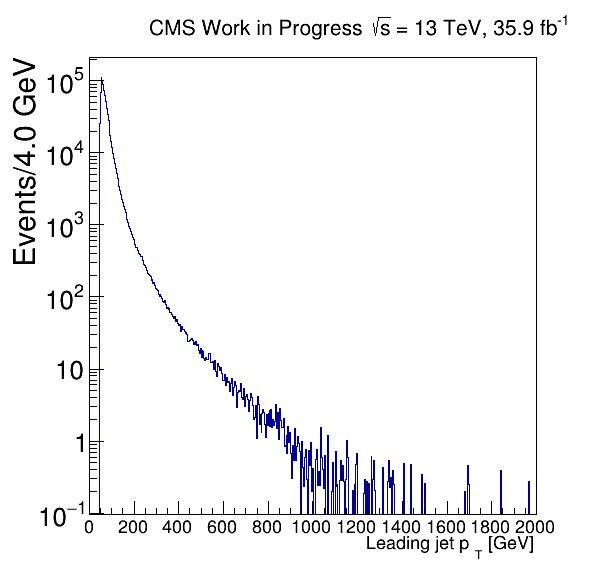 CMS Work in Progress √s = 13 TeV, 35.9 fb⁻¹
Events/4.0 GeV
10⁵
10⁴
10³
10²
10
1
10⁻¹
0 200 400 600 800 1000 1200 1400 1600 1800 2000
Leading jet p_T [GeV]